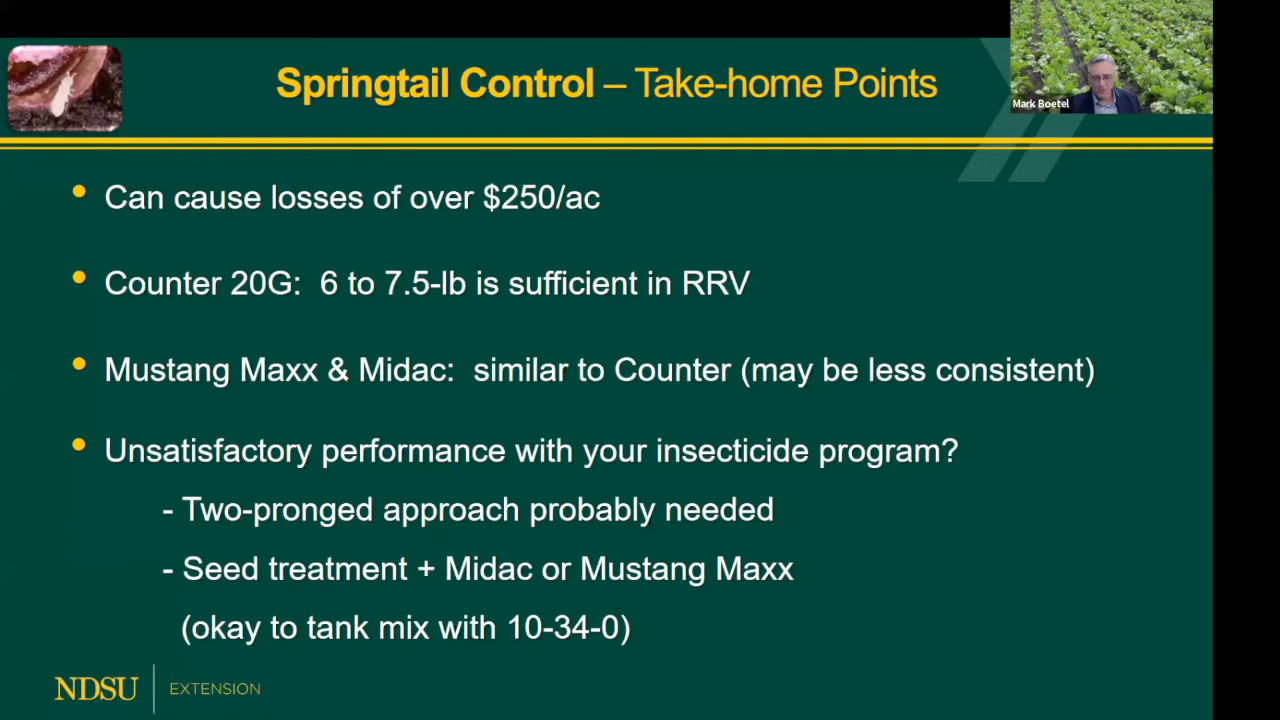 Springtail Control – Take-home Points
Mark Boetel
• Can cause losses of over $250/ac
• Counter 20G: 6 to 7.5-lb is sufficient in RRV
• Mustang Maxx & Midac: similar to Counter (may be less consistent)
• Unsatisfactory performance with your insecticide program?
- Two-pronged approach probably needed
- Seed treatment + Midac or Mustang Maxx
(okay to tank mix with 10-34-0)
NDSU EXTENSION